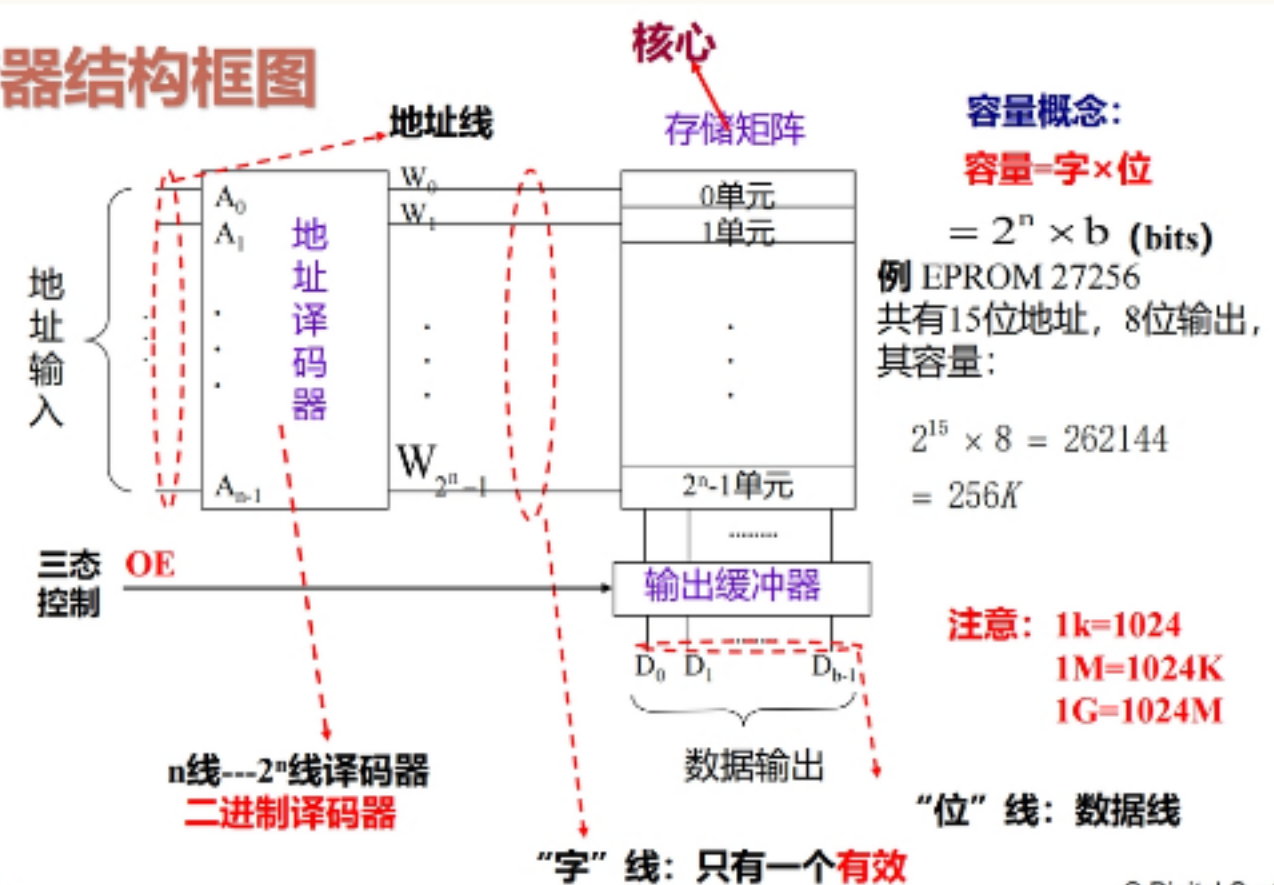 器结构框图
核心
地址线
存储矩阵
容量概念：
容量=字×位
= 2ⁿ × b (bits)
例 EPROM 27256
共有15位地址，8位输出，
其容量：
2¹⁵ × 8 = 262144
= 256K
地址输入
A₀
A₁
Aₙ₋₁
地址译码器
W₀
W₁
W₂ⁿ₋₁
0单元
1单元
2ⁿ-1单元
三态
控制
OE
输出缓冲器
D₀ D₁ D_b-1
数据输出
注意：1k=1024
1M=1024K
1G=1024M
n线---2ⁿ线译码器
二进制译码器
“位”线：数据线
“字”线：只有一个有效